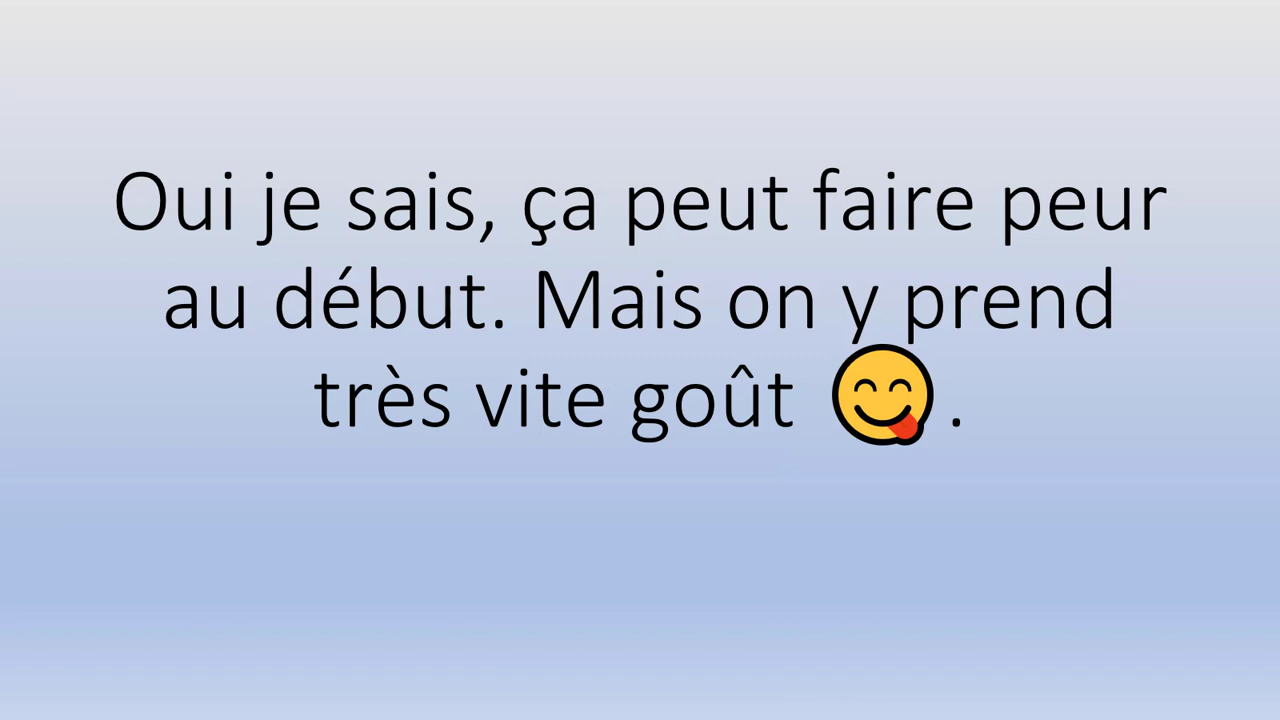 Oui je sais, ça peut faire peur
au début. Mais on y prend
très vite goût 😋.